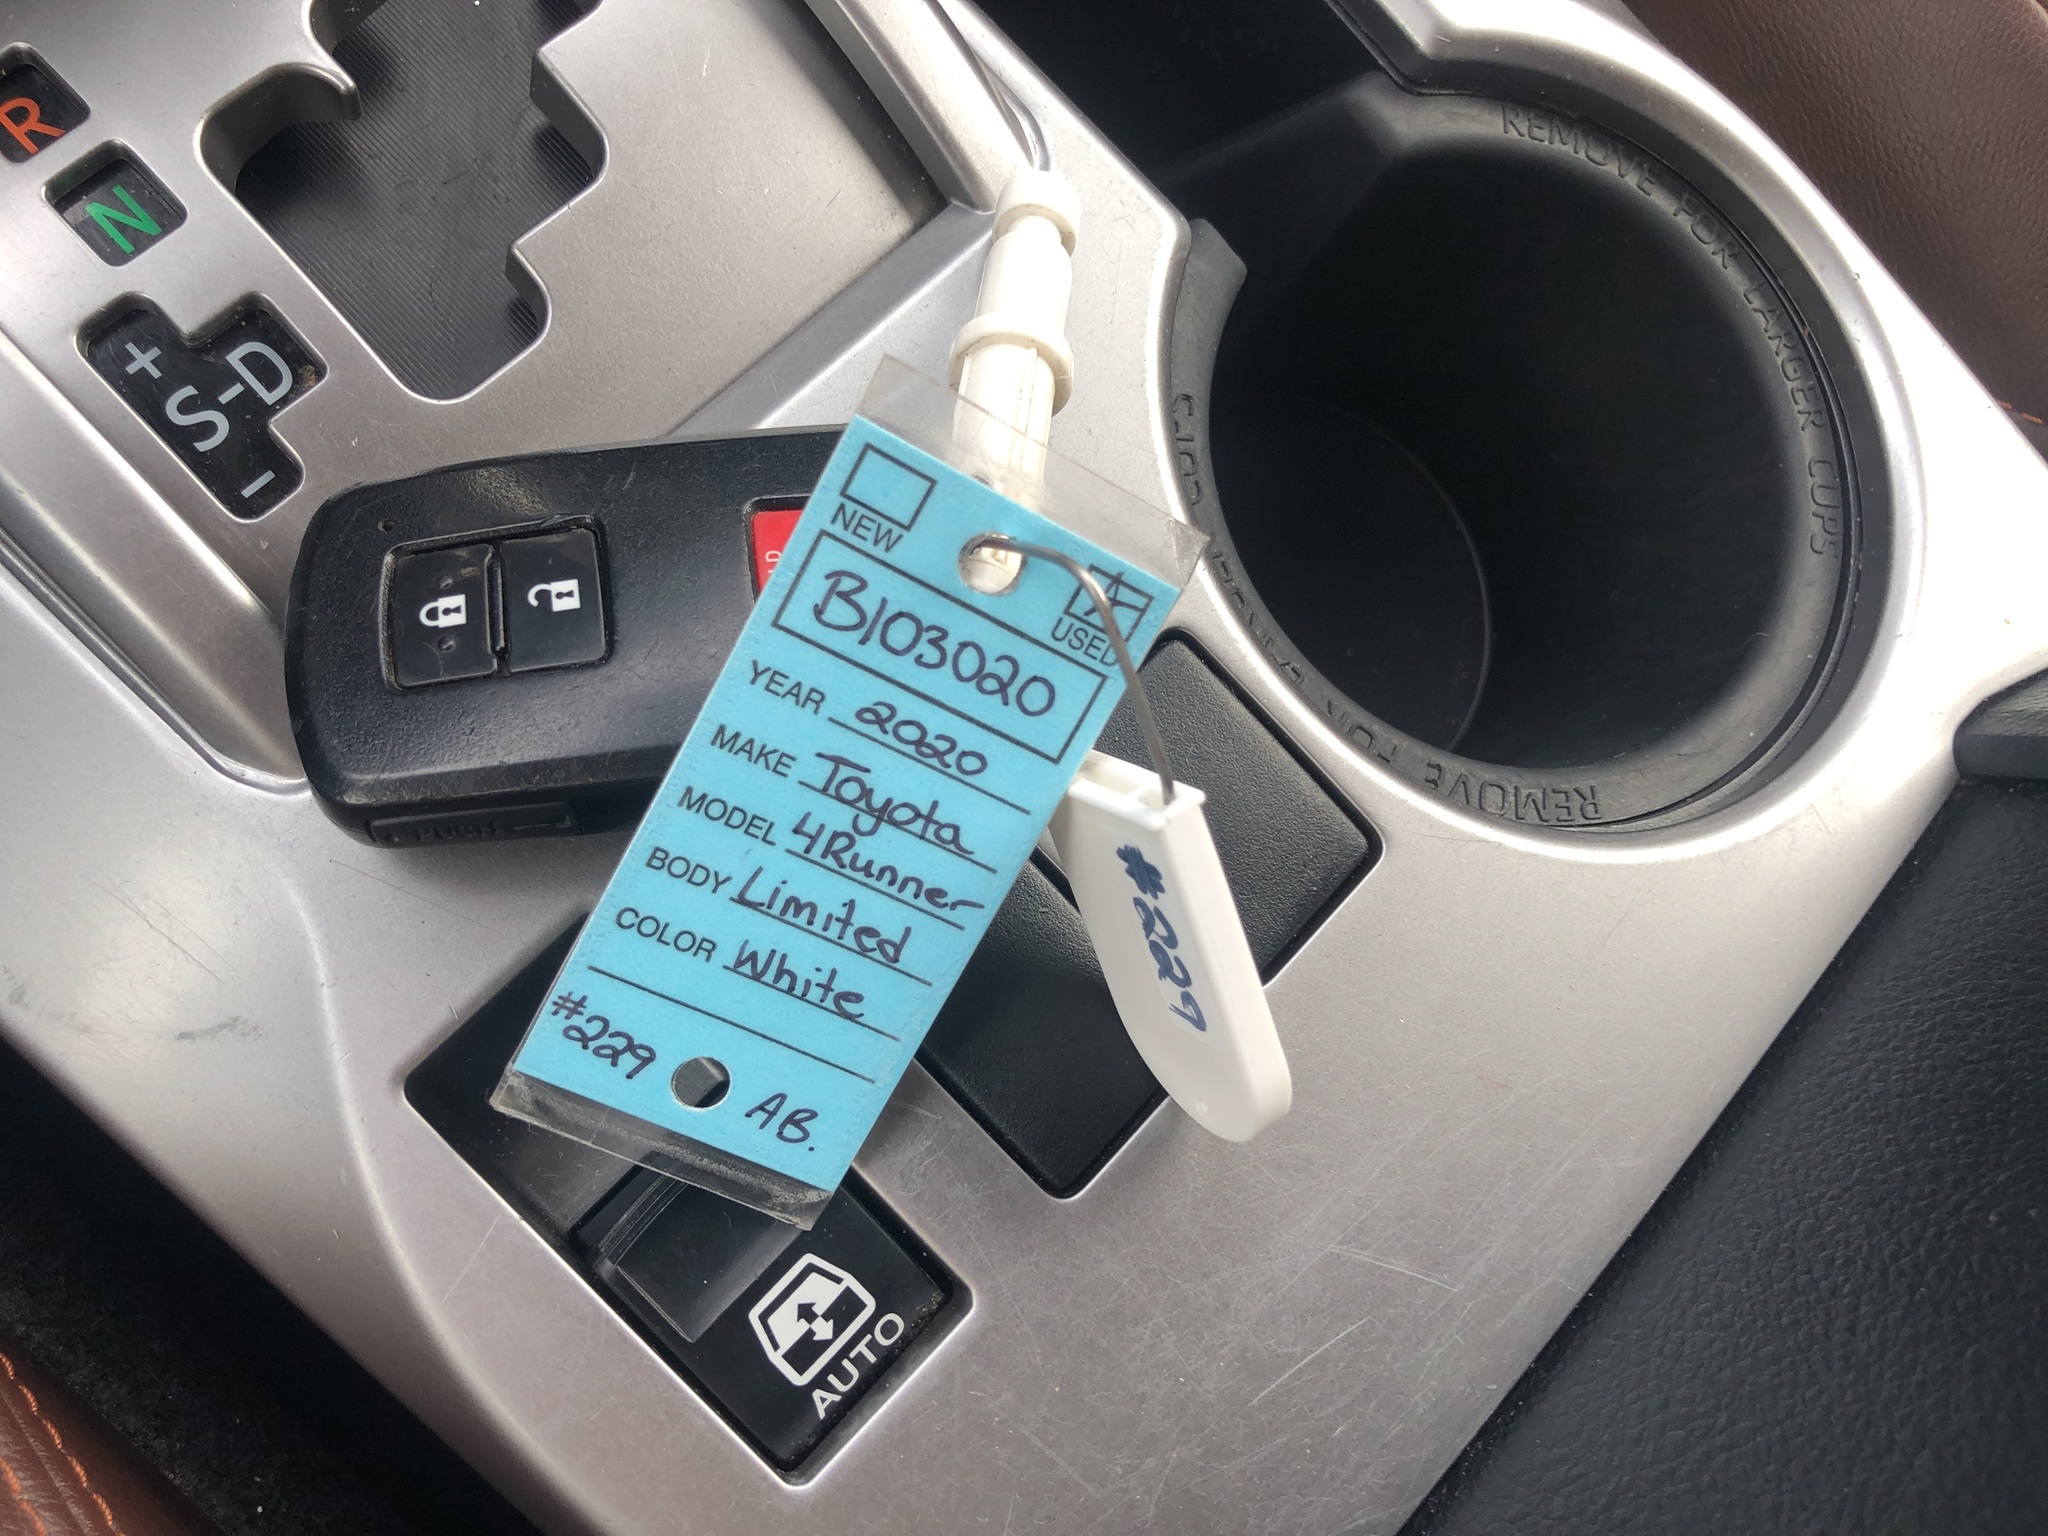 R
N
+
S-D
-
NEW
USED
B103020
YEAR 2020
MAKE Toyota
MODEL 4Runner
BODY Limited
COLOR White
#229
AB.
#229
PUSH
AUTO
REMOVE FOR LARGER CUPS
REMOVE FOR LARGER CUPS